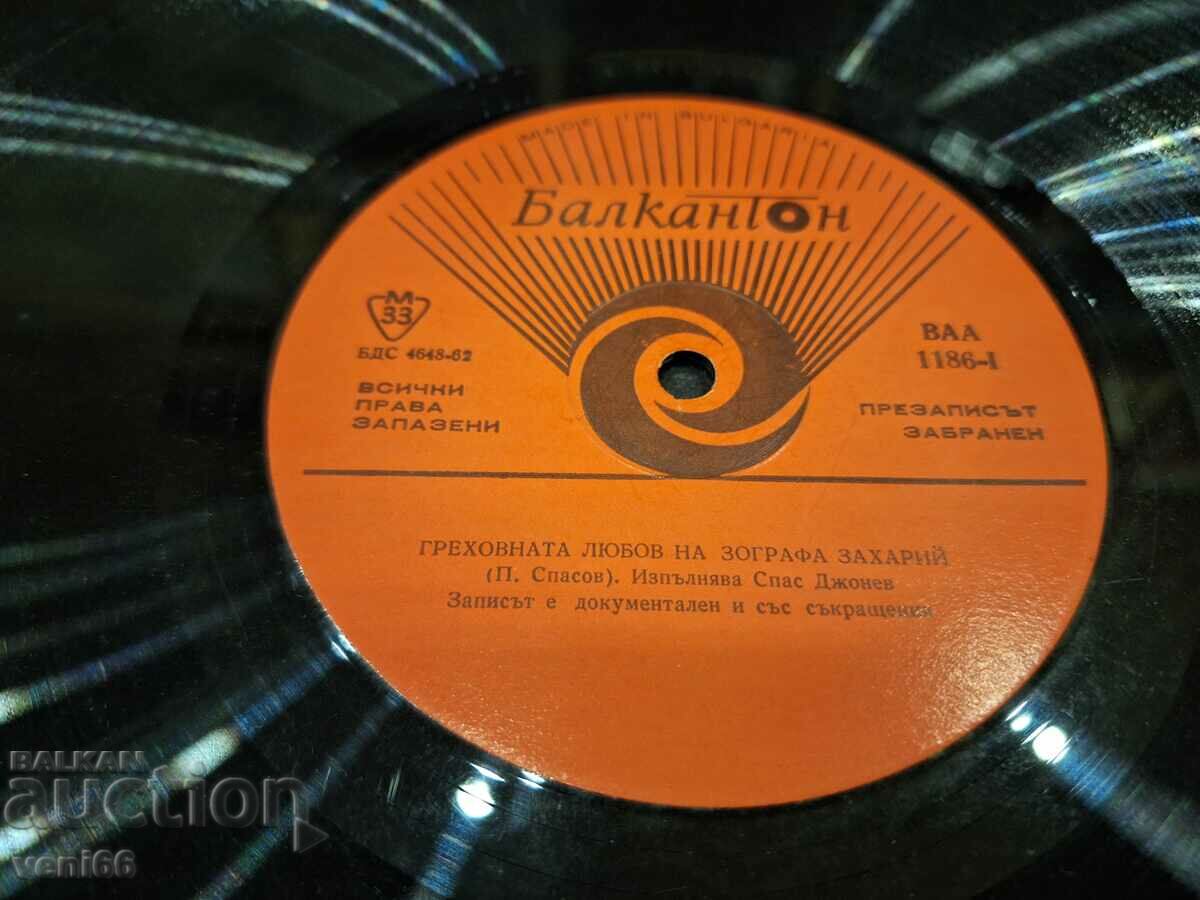 MADE IN BULGARIA
Балкантон
М
33
БДС 4648-62
ВСИЧКИ
ПРАВА
ЗАПАЗЕНИ
ВАА
1186-I
ПРЕЗАПИСЪТ
ЗАБРАНЕН
ГРЕХОВНАТА ЛЮБОВ НА ЗОГРАФА ЗАХАРИЙ
(П. Спасов). Изпълнява Спас Джонев
Записът е документален и със съкращения
BALKAN
auction
veni66